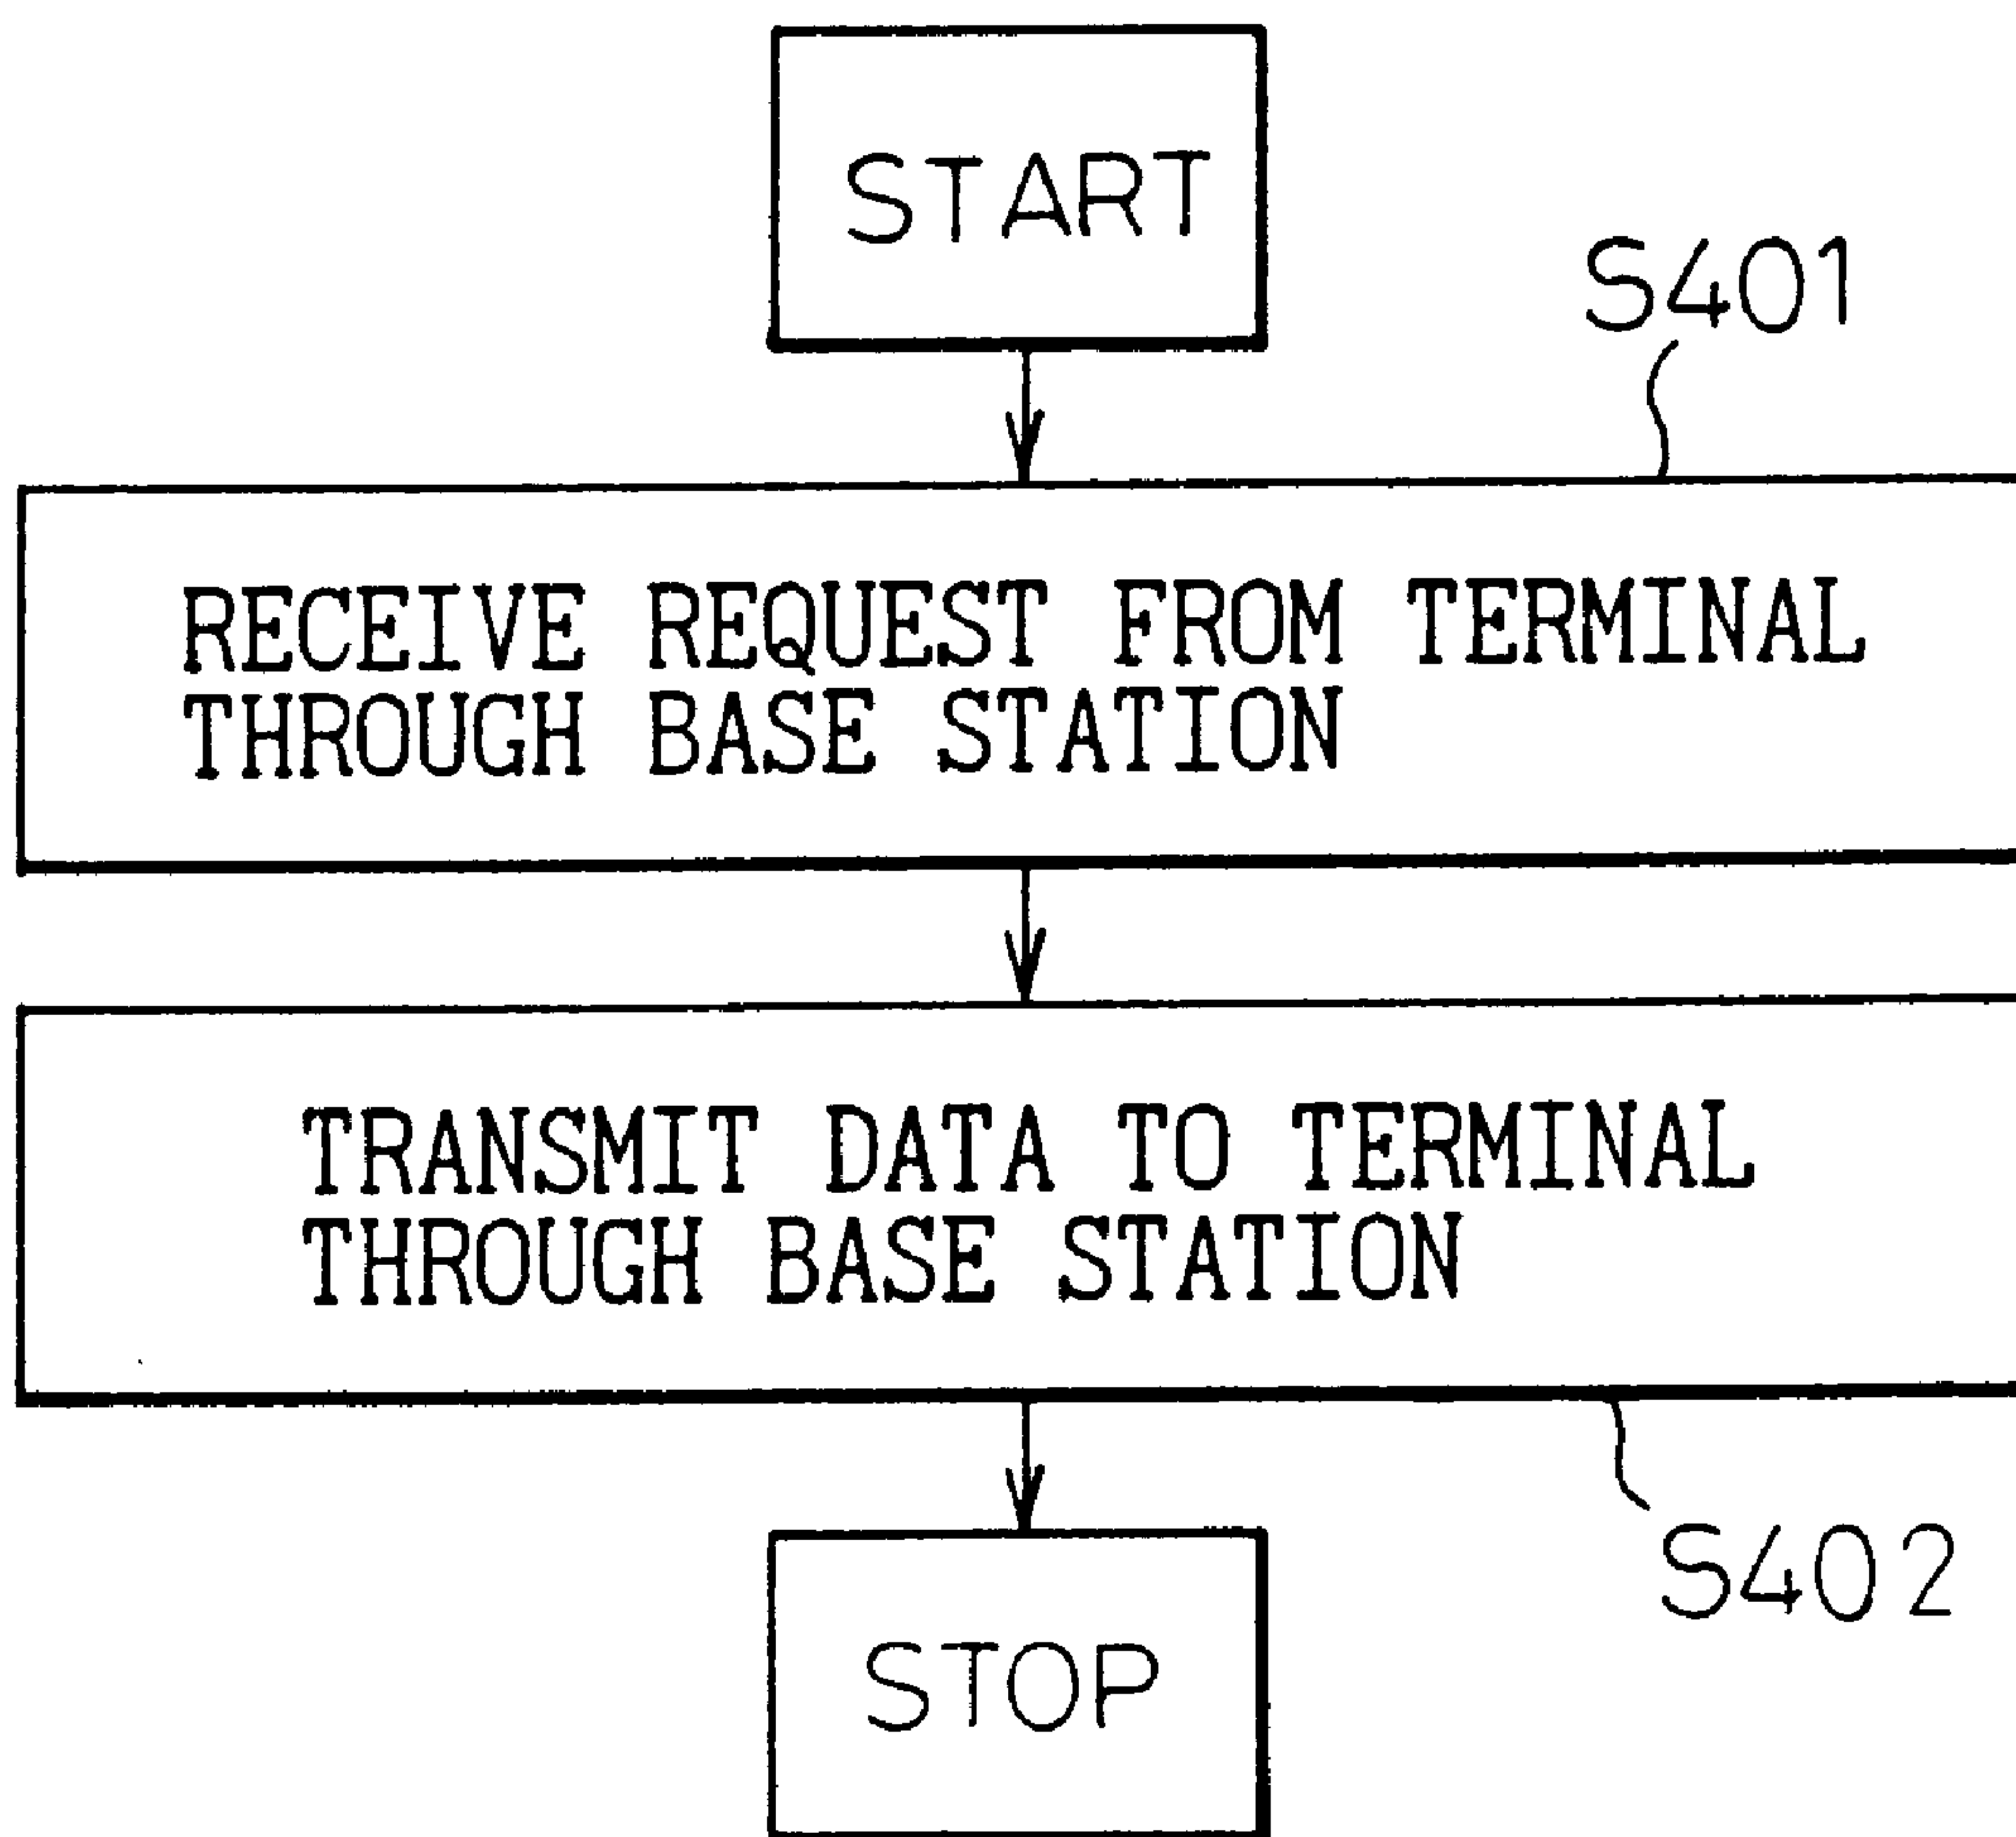 START
S401
RECEIVE REQUEST FROM TERMINAL
THROUGH BASE STATION
TRANSMIT DATA TO TERMINAL
THROUGH BASE STATION
S402
STOP